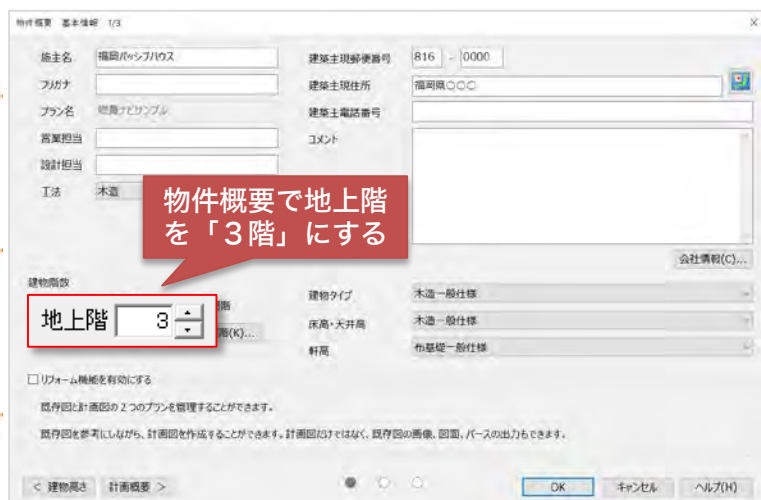 物件概要 基本情報 1/3
施主名 福岡パッシブハウス
建築主現郵便番号 816 - 0000
フリガナ
建築主現住所 福岡県○○○
プラン名 燃費ナビサンプル
建築主電話番号
営業担当
コメント
設計担当
工法 木造
物件概要で地上階
を「３階」にする
会社情報(C)...
建物階数
地上階 3
階(K)...
建物タイプ 木造一般仕様
床高・天井高 木造一般仕様
軒高 布基礎一般仕様
リフォーム機能を有効にする
既存図と計画図の２つのプランを管理することができます。
既存図を参考にしながら、計画図を作成することができます。計画図だけではなく、既存図の画像、図面、パースの出力もできます。
< 建物高さ 計画概要 > OK キャンセル ヘルプ(H)